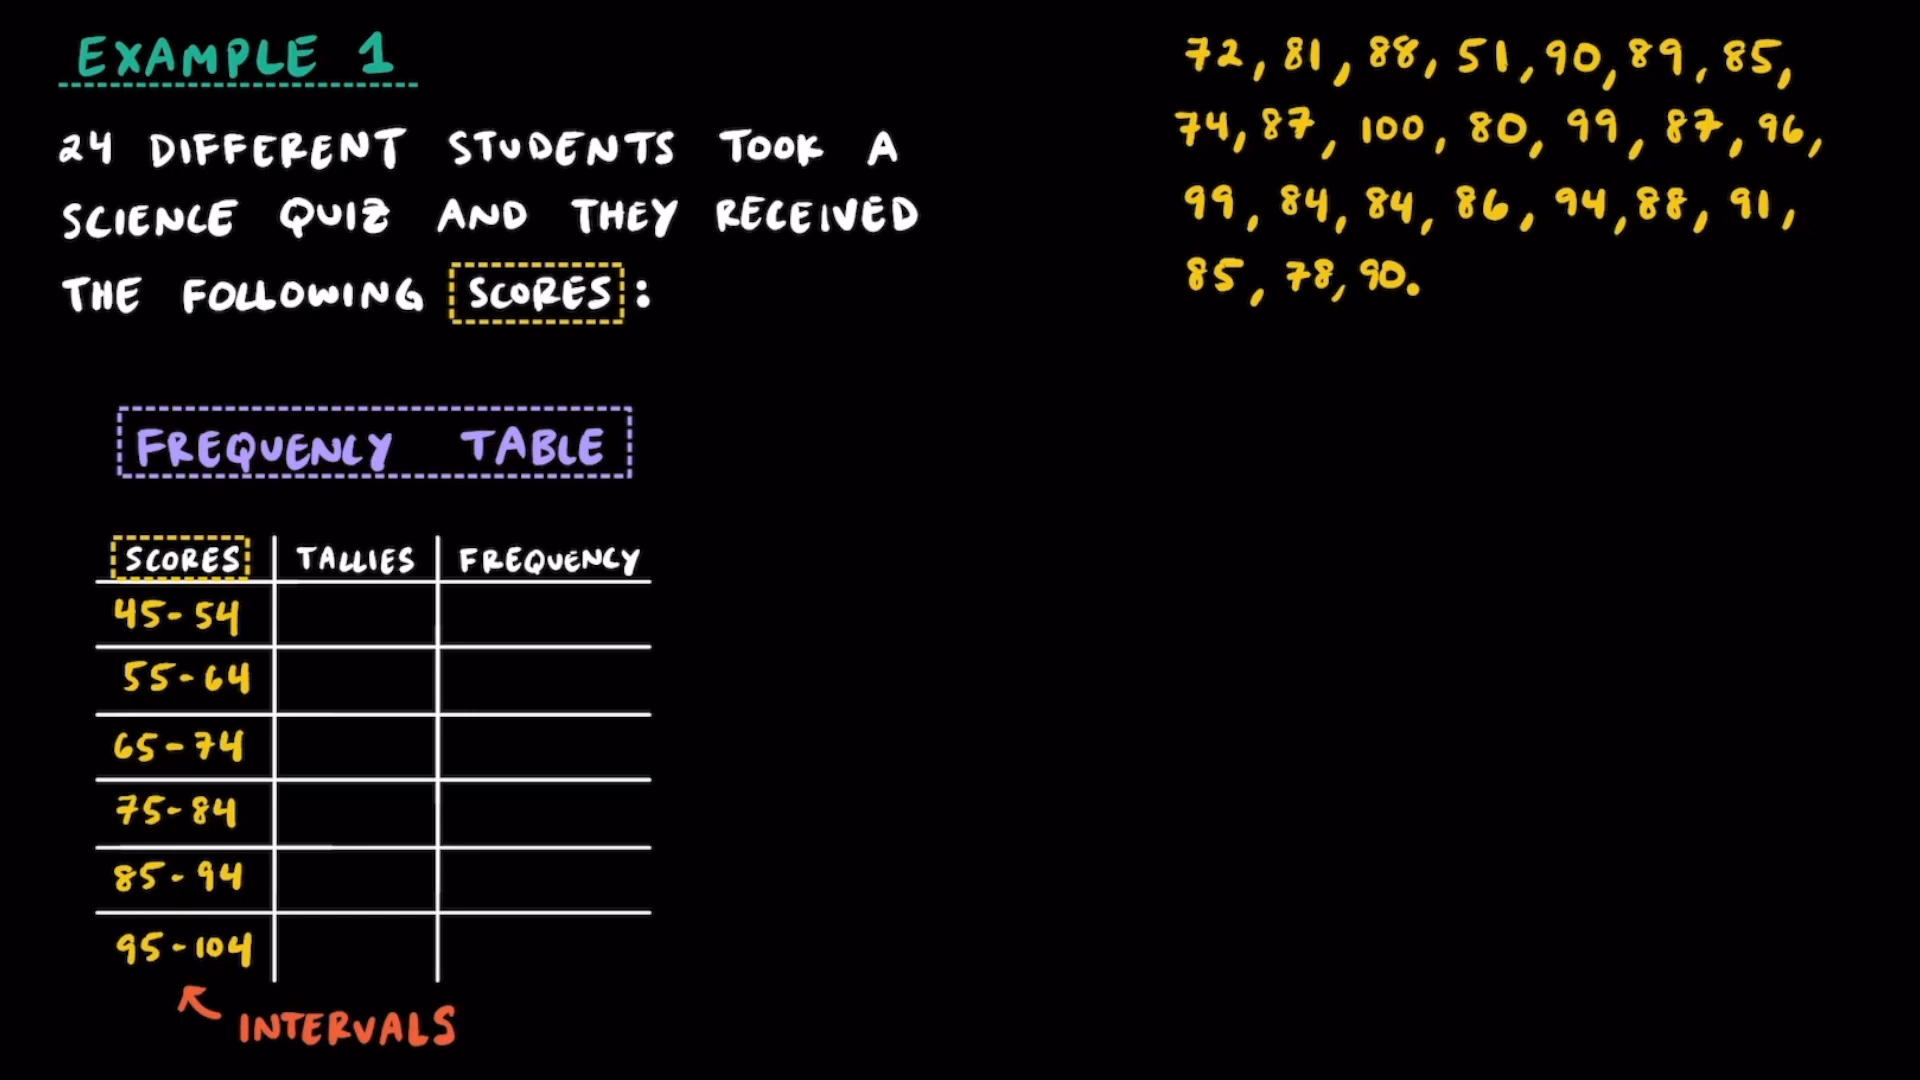 EXAMPLE 1
24 DIFFERENT STUDENTS TOOK A
SCIENCE QUIZ AND THEY RECEIVED
THE FOLLOWING SCORES:
72, 81, 88, 51, 90, 89, 85,
74, 87, 100, 80, 99, 87, 96,
99, 84, 84, 86, 94, 88, 91,
85, 78, 90.
FREQUENCY TABLE
SCORES TALLIES FREQUENCY
45-54
55-64
65-74
75-84
85-94
95-104
INTERVALS